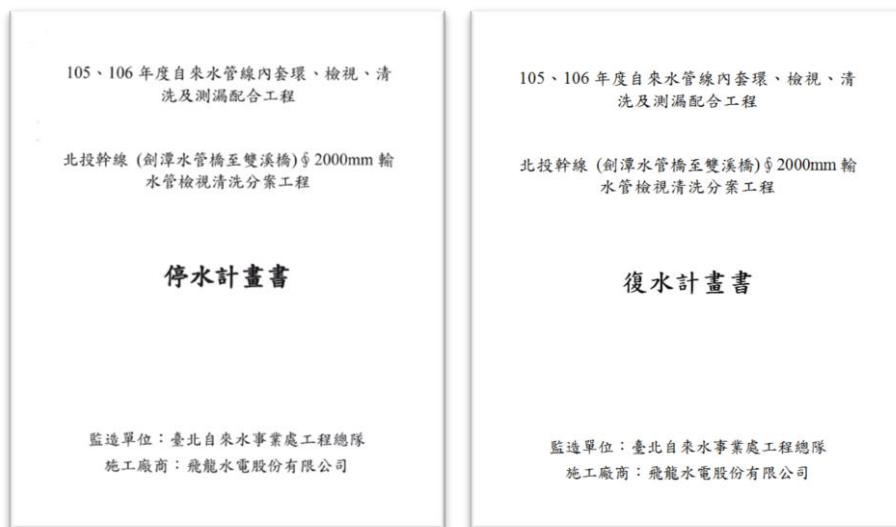 105、106 年度自來水管線內套環、檢視、清
洗及測漏配合工程
北投幹線 (劍潭水管橋至雙溪橋)∮2000mm 輸
水管檢視清洗分案工程
停水計畫書
監造單位：臺北自來水事業處工程總隊
施工廠商：飛龍水電股份有限公司
105、106 年度自來水管線內套環、檢視、清
洗及測漏配合工程
北投幹線 (劍潭水管橋至雙溪橋)∮2000mm 輸
水管檢視清洗分案工程
復水計畫書
監造單位：臺北自來水事業處工程總隊
施工廠商：飛龍水電股份有限公司